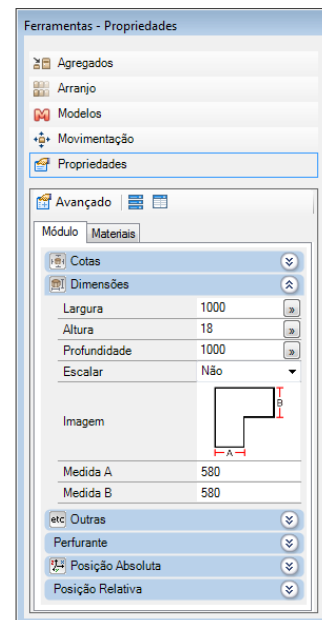 Ferramentas - Propriedades
Agregados
Arranjo
Modelos
Movimentação
Propriedades
Avançado
Módulo Materiais
Cotas
Dimensões
Largura 1000
Altura 18
Profundidade 1000
Escalar Não
Imagem B A
Medida A 580
Medida B 580
etc Outras
Perfurante
Posição Absoluta
Posição Relativa